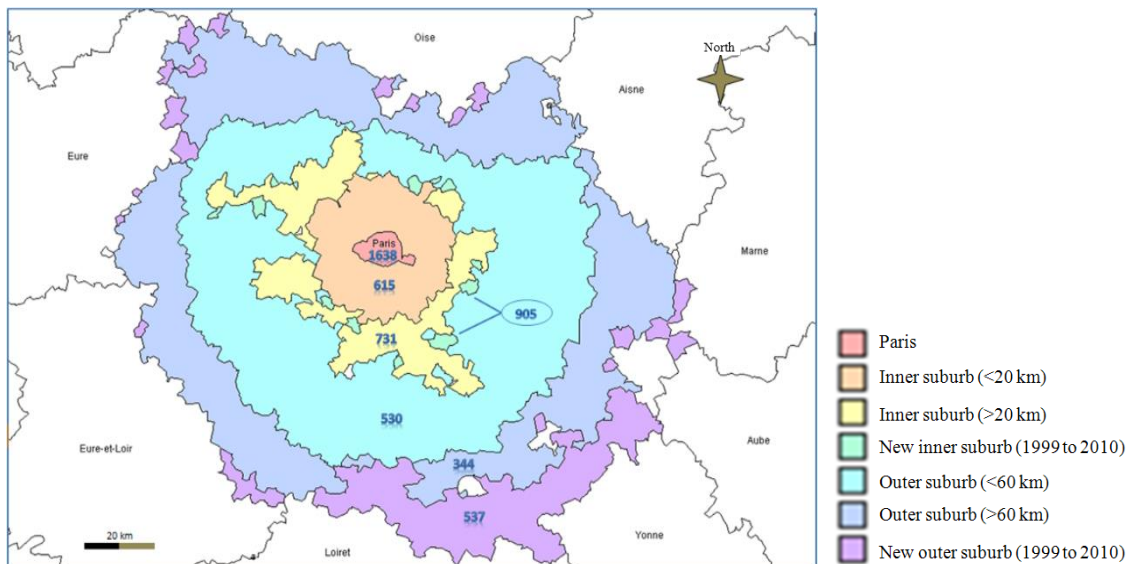 Oise
North
Aisne
Eure
Paris
1638
Marne
615
905
731
Paris
Inner suburb (<20 km)
Inner suburb (>20 km)
530
Eure-et-Loir
Aube
New inner suburb (1999 to 2010)
344
Outer suburb (<60 km)
537
Outer suburb (>60 km)
20 km
Yonne
Loiret
New outer suburb (1999 to 2010)